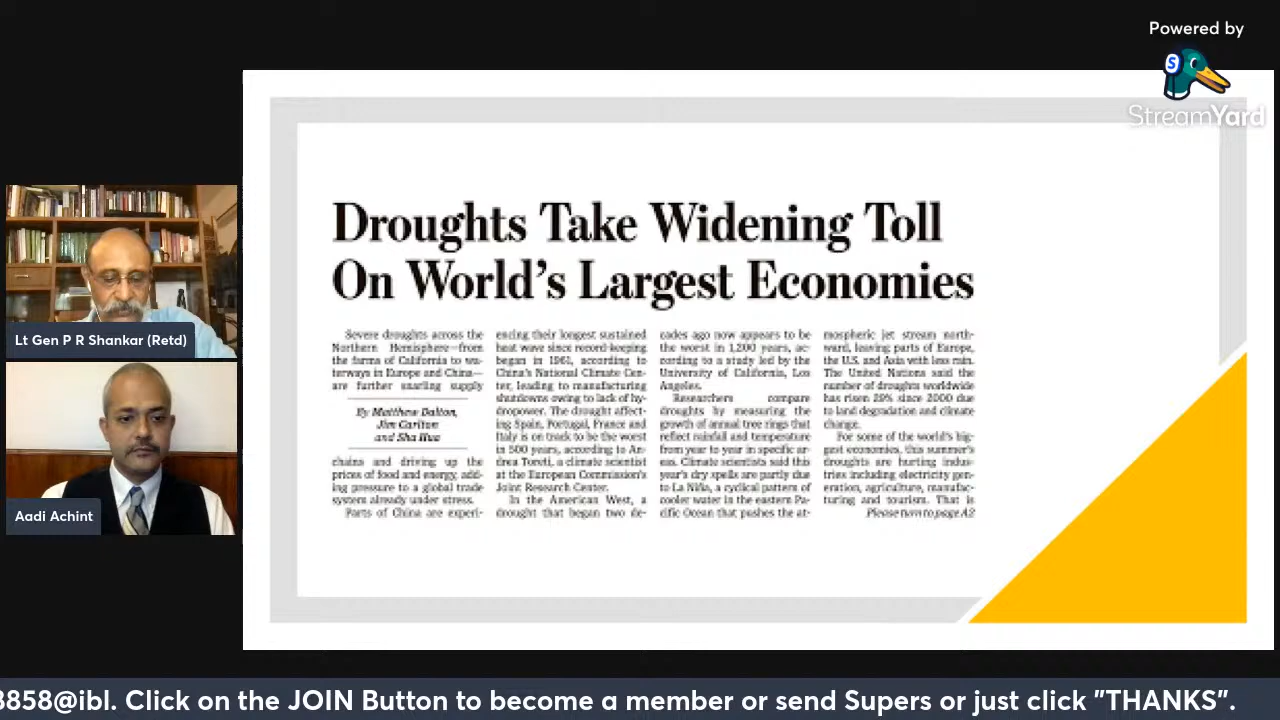 Powered by
StreamYard
Droughts Take Widening Toll
On World's Largest Economies
Severe droughts across the
Northern Hemisphere—from
the farms of California to wa-
terways in Europe and China—
are further snarling supply
By Matthew Dalton,
Jim Carlton
and Sha Hua
chains and driving up the
prices of food and energy, add-
ing pressure to a global trade
system already under stress.
Parts of China are experi-
encing their longest sustained
heat wave since record-keeping
began in 1961, according to
China's National Climate Cen-
ter, leading to manufacturing
shutdowns owing to lack of hy-
dropower. The drought affect-
ing Spain, Portugal, France and
Italy is on track to be the worst
in 500 years, according to An-
drea Toreti, a climate scientist
at the European Commission's
Joint Research Center.
In the American West, a
drought that began two de-
cades ago now appears to be
the worst in 1,200 years, ac-
cording to a study led by the
University of California, Los
Angeles.
Researchers compare
droughts by measuring the
growth of annual tree rings that
reflect rainfall and temperature
from year to year in specific ar-
eas. Climate scientists said this
year's dry spells are partly due
to La Niña, a cyclical pattern of
cooler water in the eastern Pa-
cific Ocean that pushes the at-
mospheric jet stream north-
ward, leaving parts of Europe,
the U.S. and Asia with less rain.
The United Nations said the
number of droughts worldwide
has risen 29% since 2000 due
to land degradation and climate
change.
For some of the world's big-
gest economies, this summer's
droughts are hurting indus-
tries including electricity gen-
eration, agriculture, manufac-
turing and tourism. That is
Please turn to page A2
Lt Gen P R Shankar (Retd)
Aadi Achint
8858@ibl. Click on the JOIN Button to become a member or send Supers or just click "THANKS".